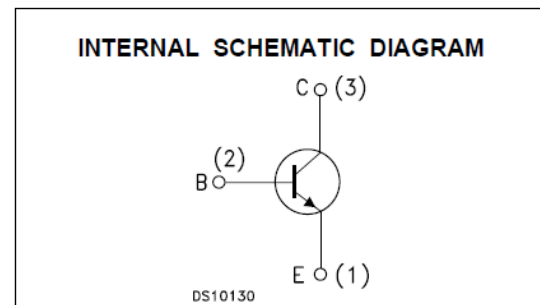 INTERNAL SCHEMATIC DIAGRAM
C (3)
(2)
B
E (1)
DS10130